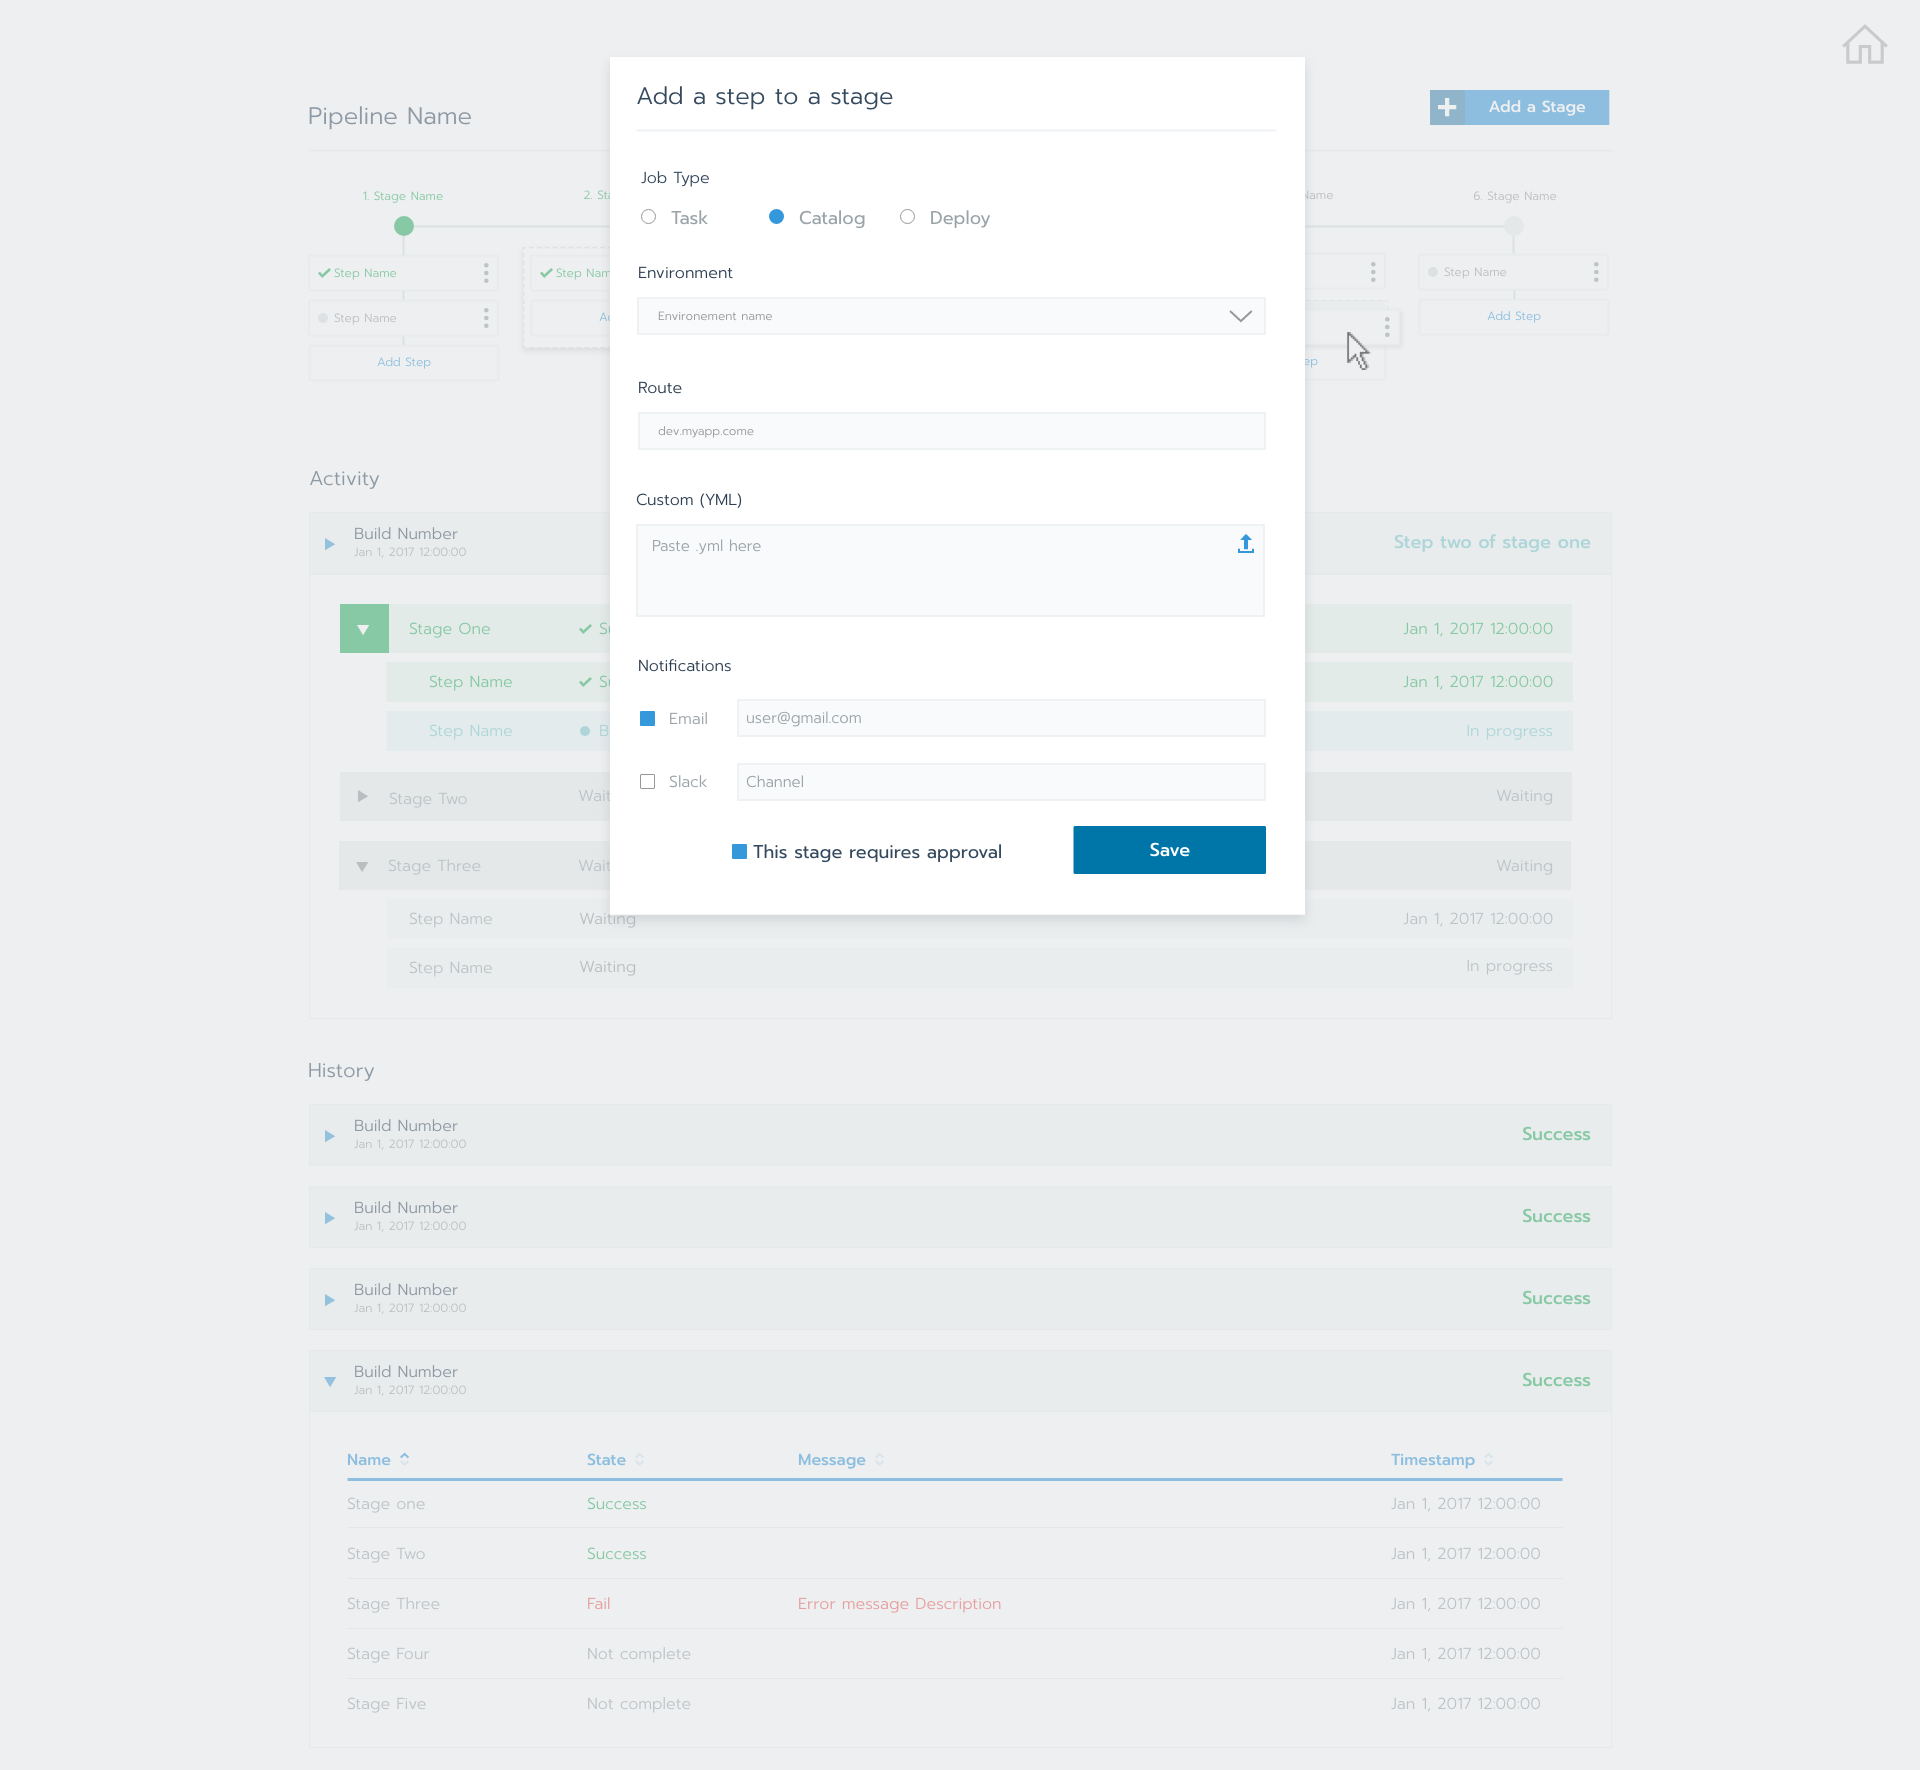 Pipeline Name
Add a Stage
1. Stage Name
2. Sta
Name
6. Stage Name
Step Name
Step Name
Add Step
Step Nam
Step Name
Add Step
Add a step to a stage
Job Type
Task Catalog Deploy
Environment
Environement name
Route
dev.myapp.come
Custom (YML)
Paste .yml here
Notifications
Email user@gmail.com
Slack Channel
This stage requires approval
Save
Activity
Build Number
Jan 1, 2017 12:00:00
Step two of stage one
Stage One Jan 1, 2017 12:00:00
Step Name Jan 1, 2017 12:00:00
Step Name In progress
Stage Two Wait Waiting
Stage Three Wait Waiting
Step Name Waiting Jan 1, 2017 12:00:00
Step Name Waiting In progress
History
Build Number
Jan 1, 2017 12:00:00
Success
Build Number
Jan 1, 2017 12:00:00
Success
Build Number
Jan 1, 2017 12:00:00
Success
Build Number
Jan 1, 2017 12:00:00
Success
Name State Message Timestamp
Stage one Success Jan 1, 2017 12:00:00
Stage Two Success Jan 1, 2017 12:00:00
Stage Three Fail Error message Description Jan 1, 2017 12:00:00
Stage Four Not complete Jan 1, 2017 12:00:00
Stage Five Not complete Jan 1, 2017 12:00:00